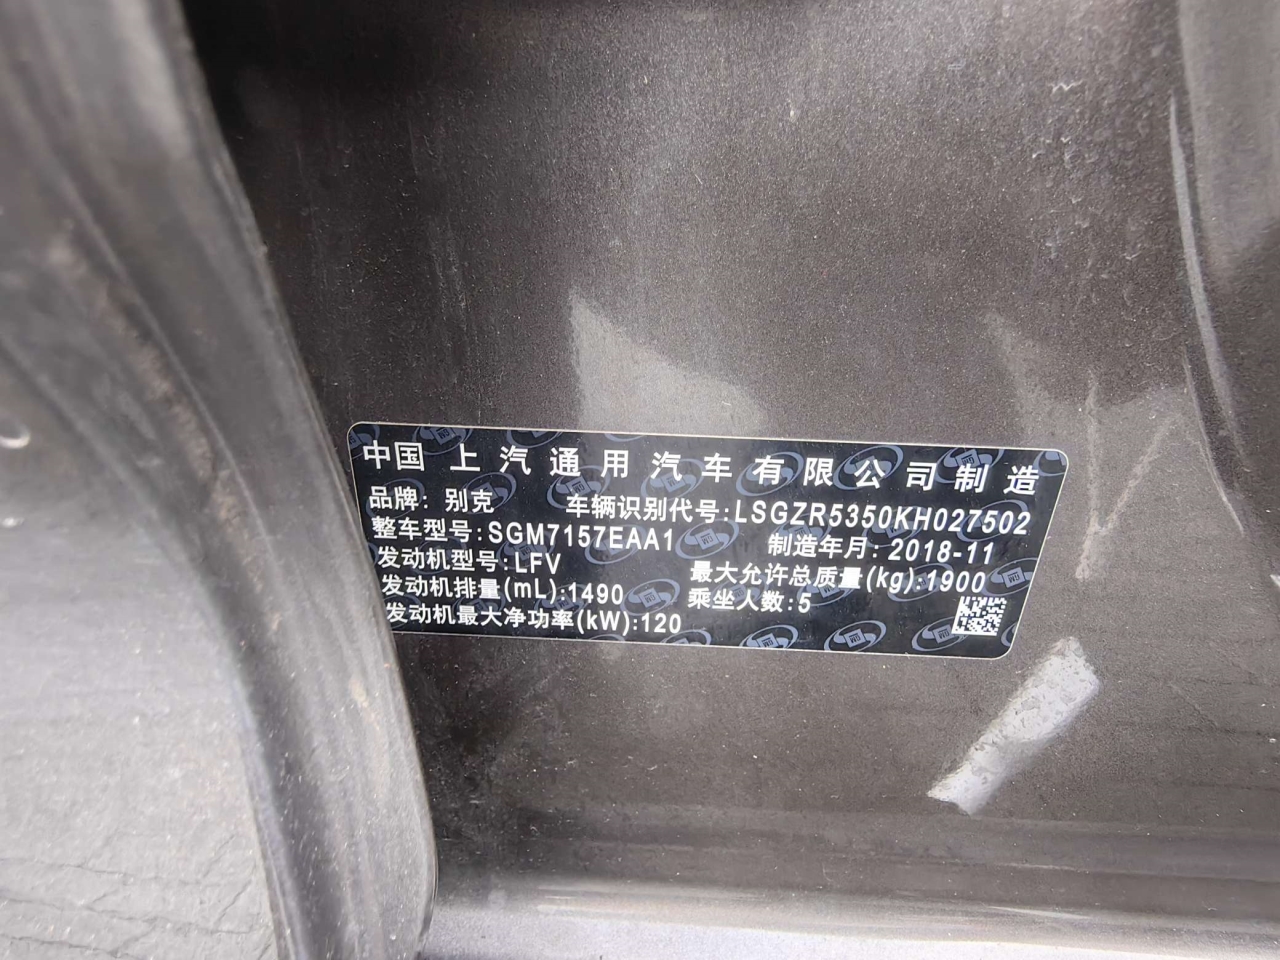 中国上汽通用汽车有限公司制造
品牌: 别克 车辆识别代号:LSGZR5350KH027502
整车型号:SGM7157EAA1 制造年月: 2018-11
发动机型号:LFV 最大允许总质量(kg):1900
发动机排量(mL):1490 乘坐人数:5
发动机最大净功率(kW):120